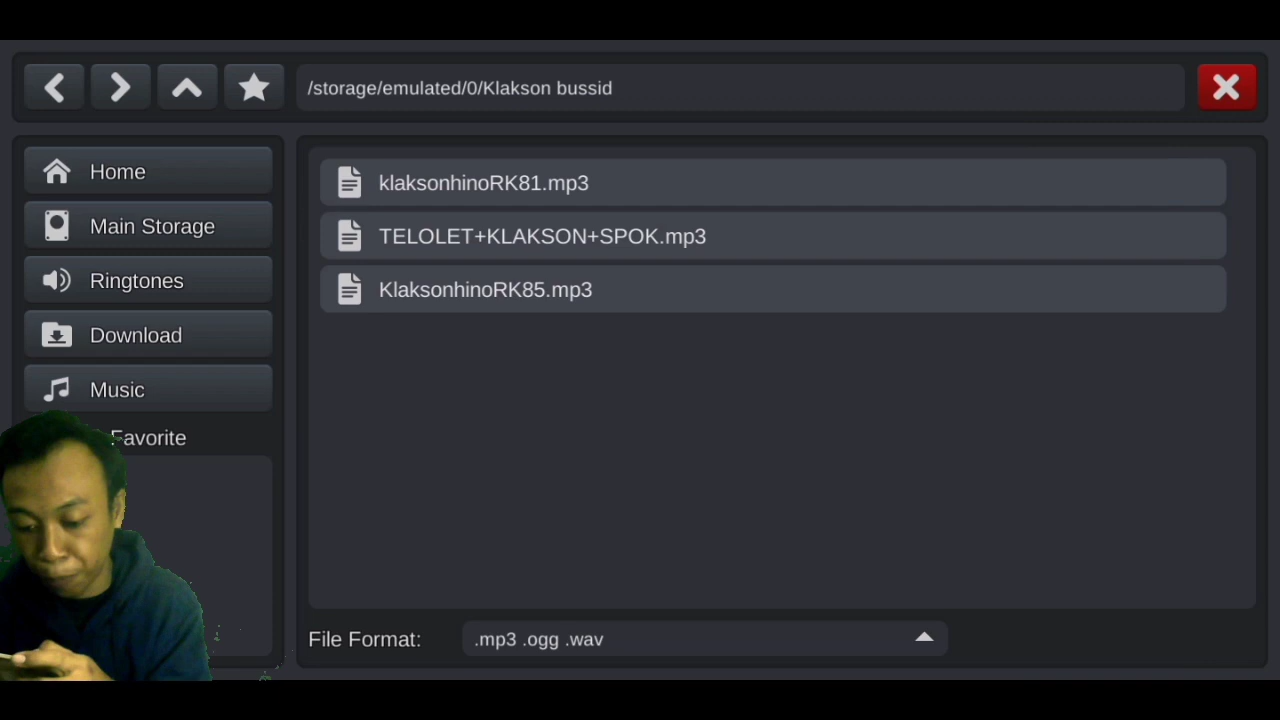 /storage/emulated/0/Klakson bussid
Home
Main Storage
Ringtones
Download
Music
Favorite
klaksonhinoRK81.mp3
TELOLET+KLAKSON+SPOK.mp3
KlaksonhinoRK85.mp3
File Format:
.mp3 .ogg .wav